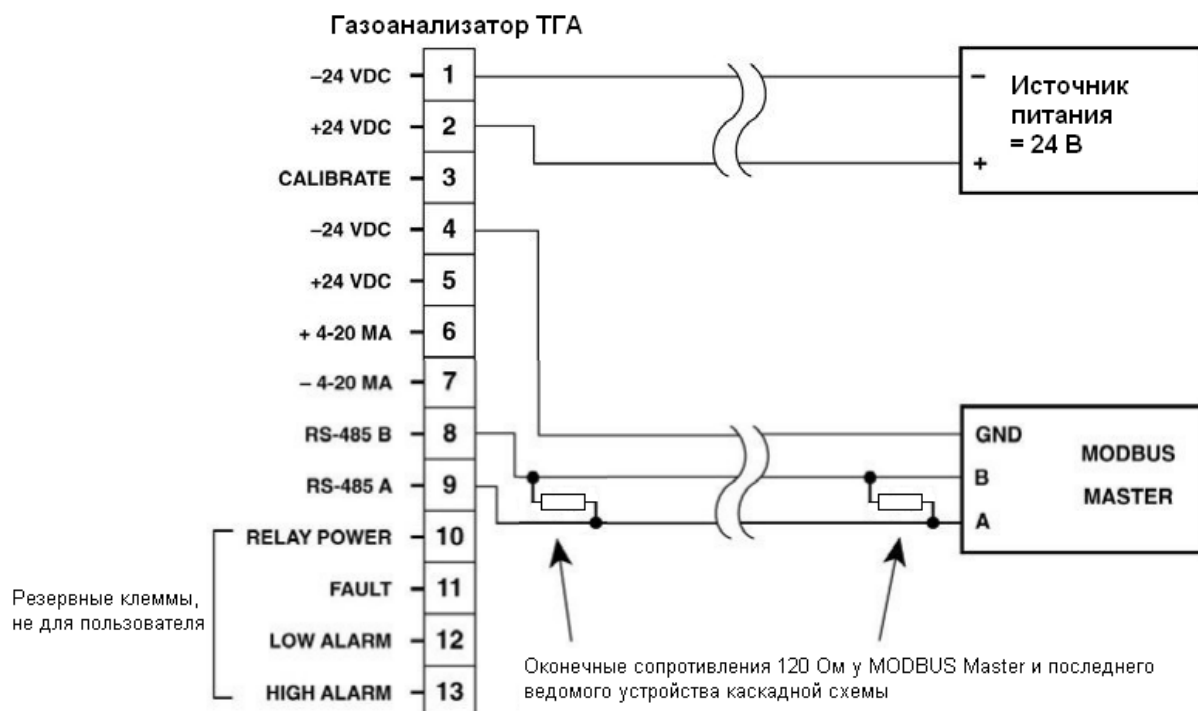 Газоанализатор ТГА
–24 VDC - 1
+24 VDC - 2
CALIBRATE - 3
–24 VDC - 4
+24 VDC - 5
+ 4-20 MA - 6
– 4-20 MA - 7
RS-485 B - 8
RS-485 A - 9
RELAY POWER - 10
FAULT - 11
LOW ALARM - 12
HIGH ALARM - 13
–
Источник
питания
= 24 В
+
GND
MODBUS
B
MASTER
A
Резервные клеммы,
не для пользователя
Оконечные сопротивления 120 Ом у MODBUS Master и последнего
ведомого устройства каскадной схемы